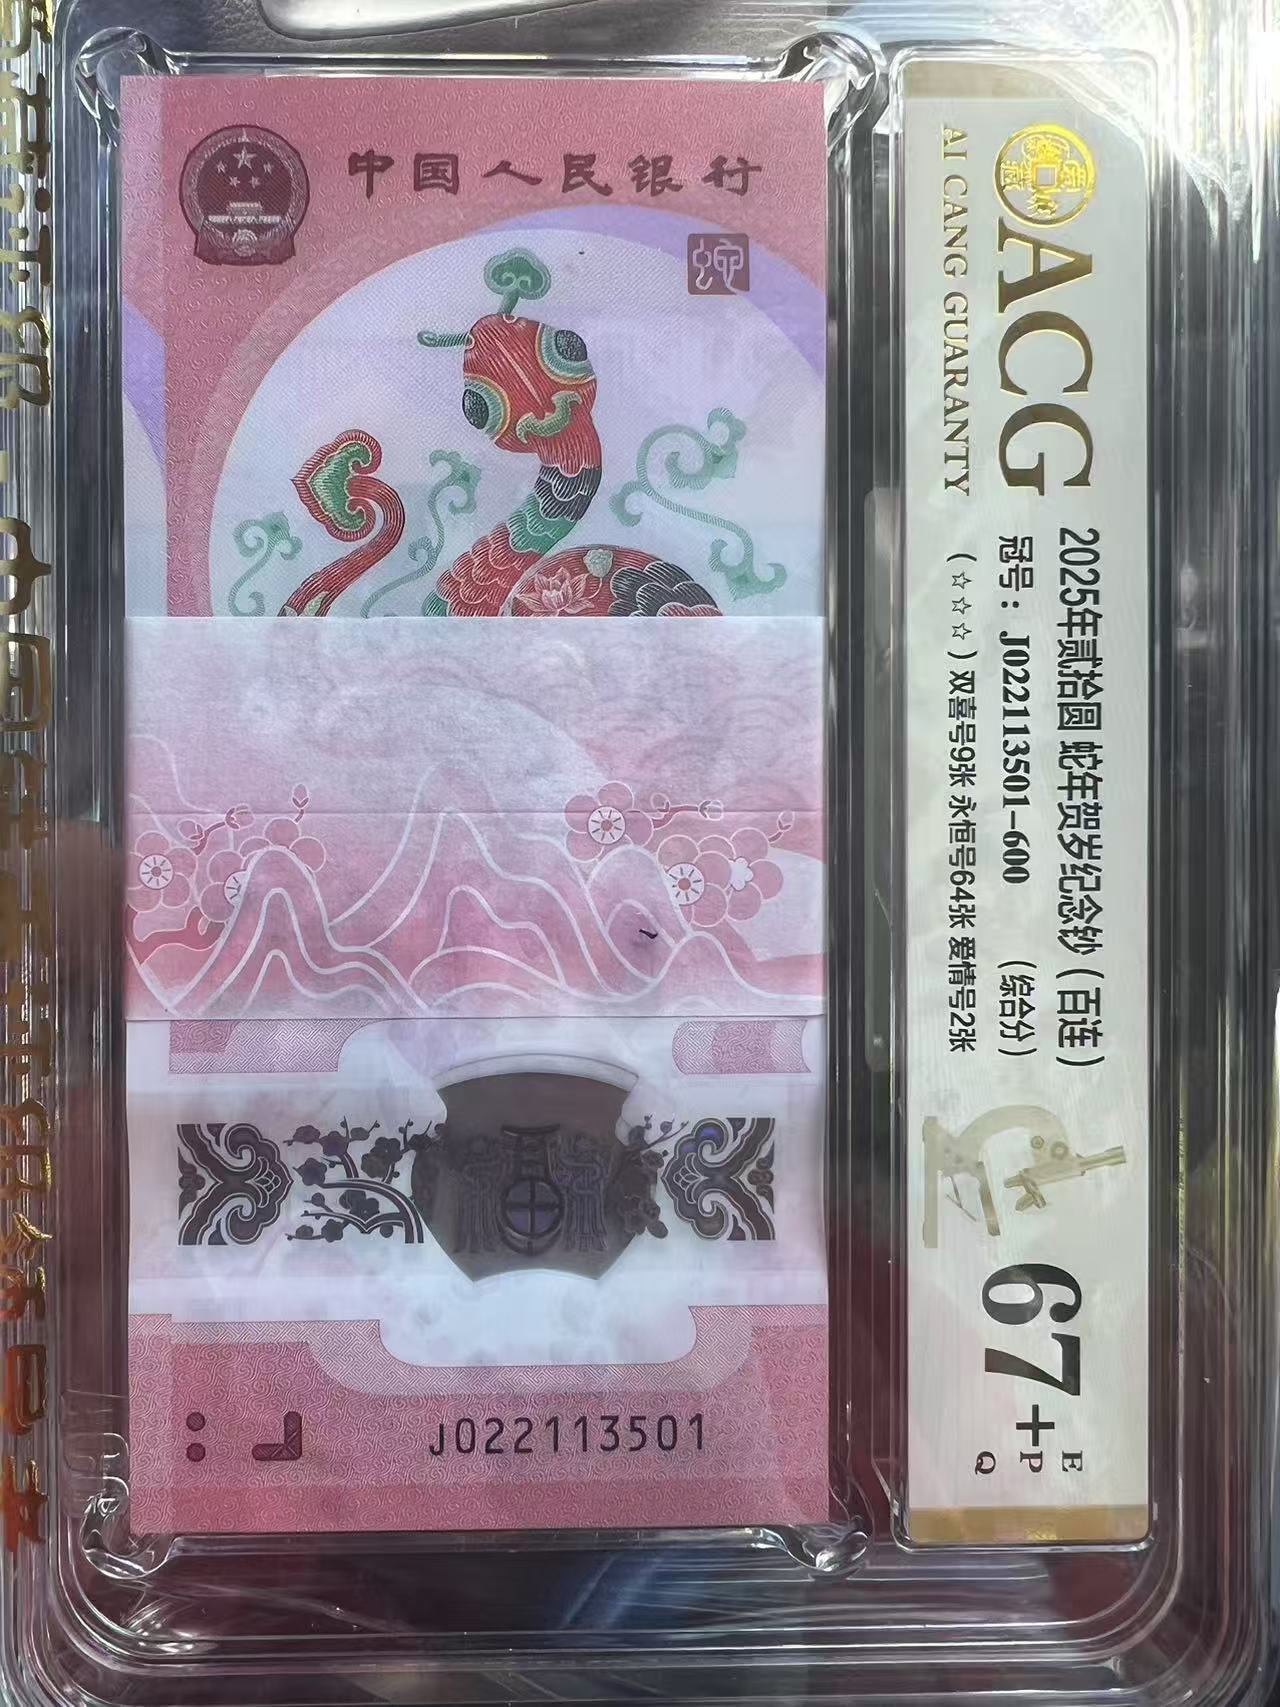 中国人民银行
蛇
J022113501
ACG
AI CANG GUARANTY
2025年贰拾圆 蛇年贺岁纪念钞（百连）
冠号：J022113501-600 （综合分）
（☆☆☆）双喜号9张 永恒号64张 爱情号2张
67+
E
P
Q